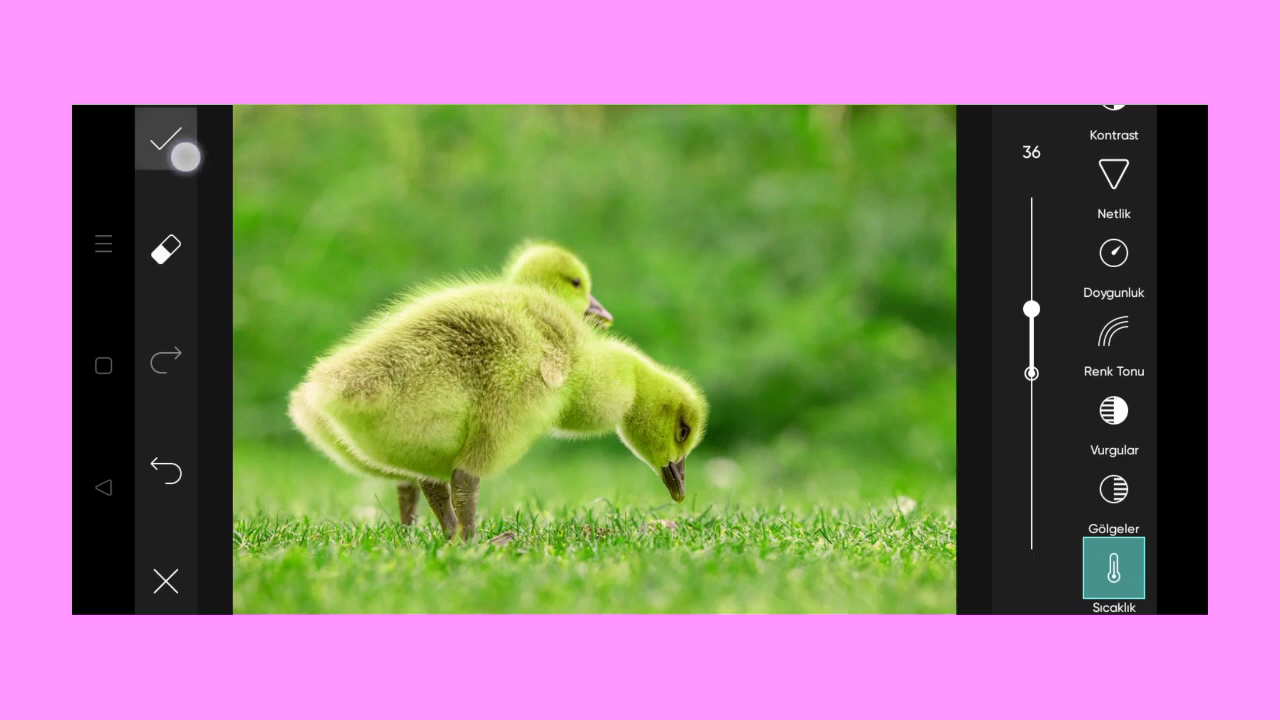 36
Kontrast
Netlik
Doygunluk
Renk Tonu
Vurgular
Gölgeler
Sıcaklık